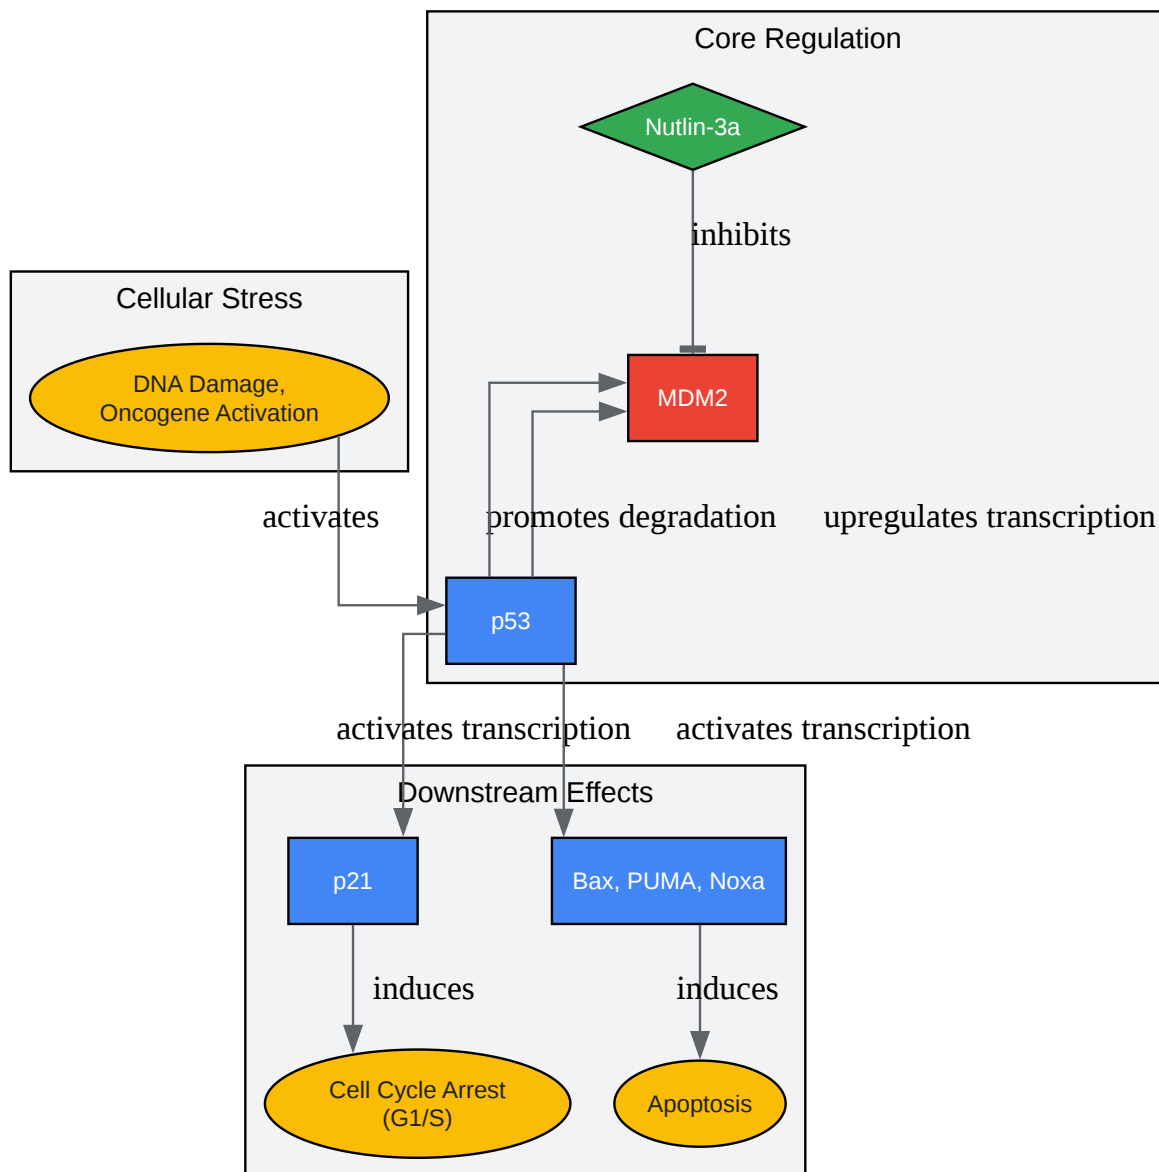 Core Regulation
Nutlin-3a
inhibits
Cellular Stress
DNA Damage,
Oncogene Activation
MDM2
activates
promotes degradation
upregulates transcription
p53
activates transcription
activates transcription
Downstream Effects
p21
Bax, PUMA, Noxa
induces
induces
Cell Cycle Arrest
(G1/S)
Apoptosis